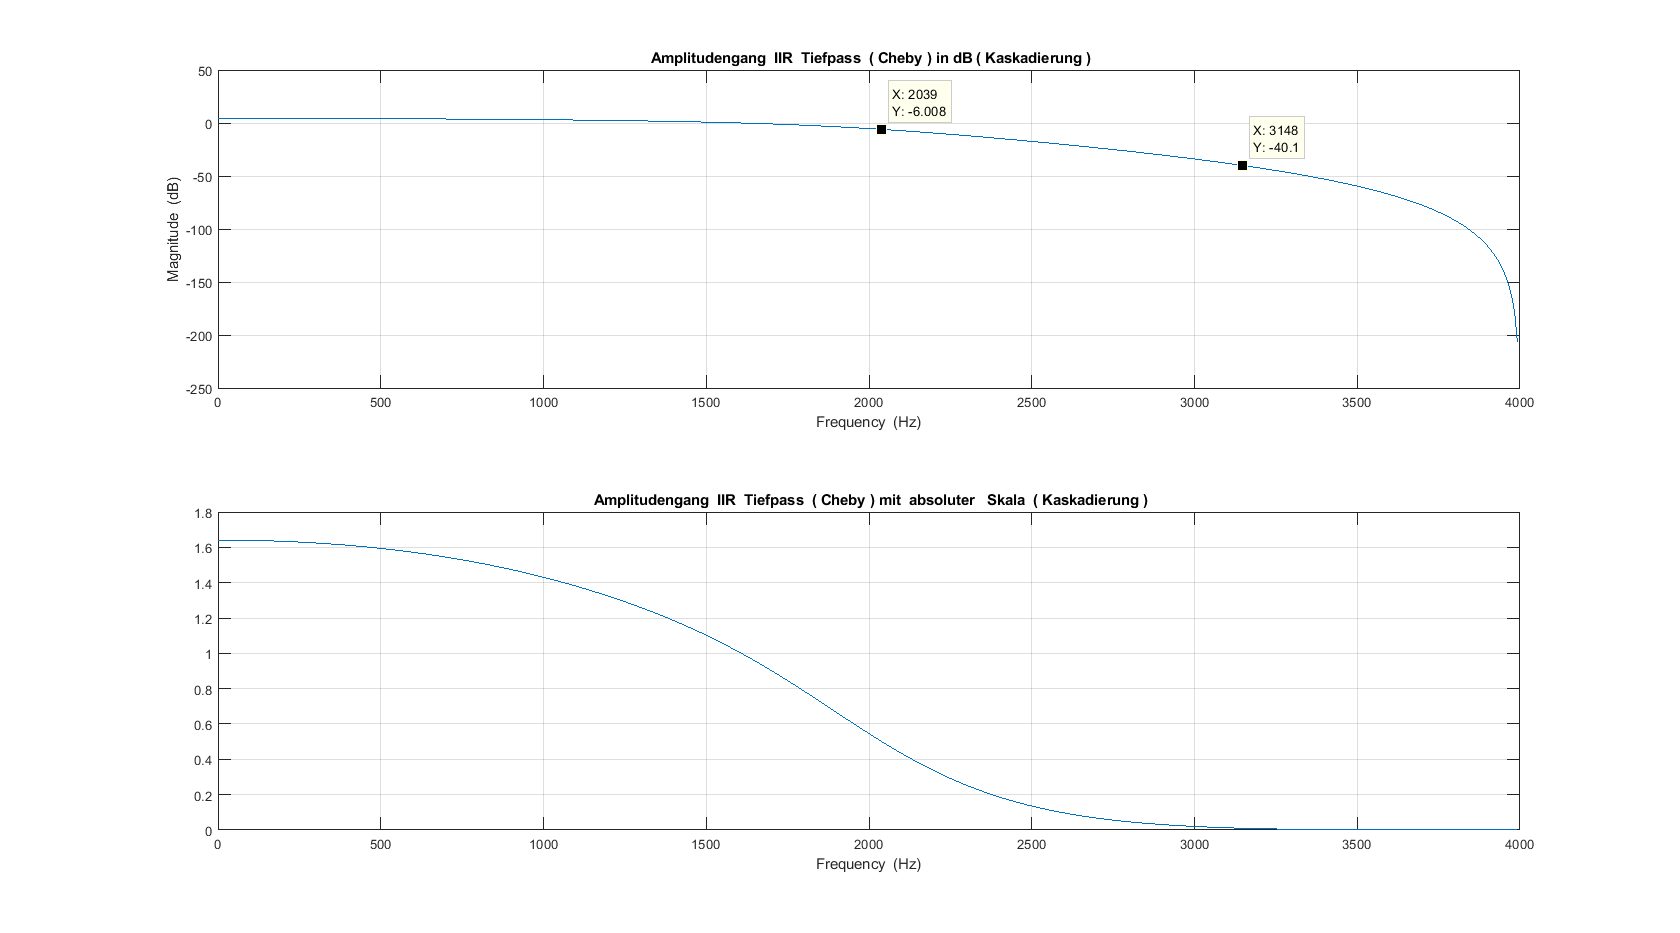 Amplitudengang IIR Tiefpass ( Cheby ) in dB ( Kaskadierung )
50
0
-50
-100
-150
-200
-250
Magnitude (dB)
X: 2039
Y: -6.008
X: 3148
Y: -40.1
0 500 1000 1500 2000 2500 3000 3500 4000
Frequency (Hz)
Amplitudengang IIR Tiefpass ( Cheby ) mit absoluter Skala ( Kaskadierung )
1.8
1.6
1.4
1.2
1
0.8
0.6
0.4
0.2
0
0 500 1000 1500 2000 2500 3000 3500 4000
Frequency (Hz)